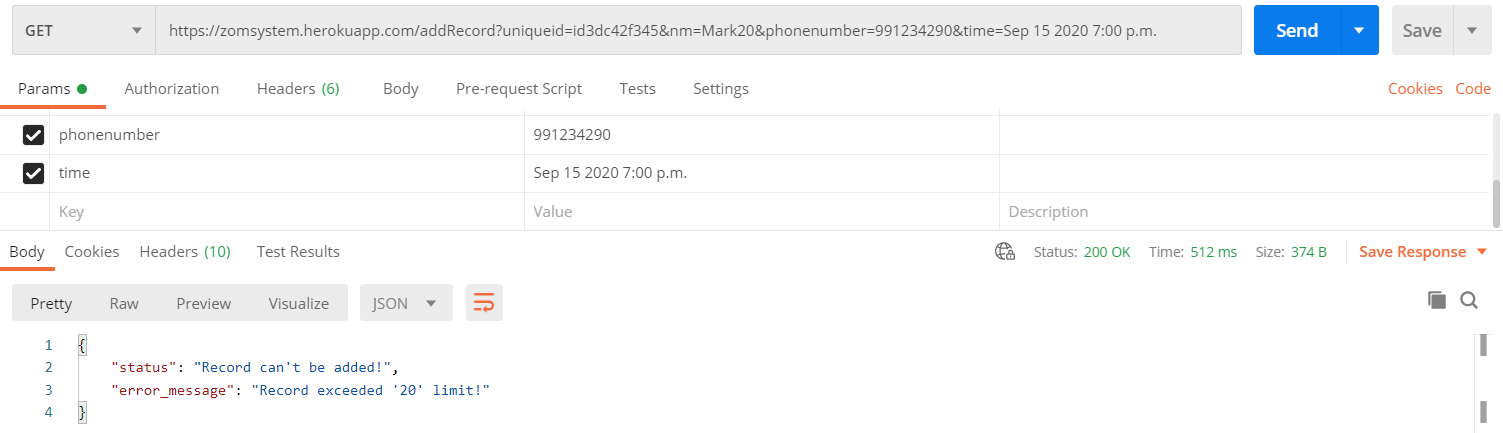 GET https://zomsystem.herokuapp.com/addRecord?uniqueid=id3dc42f345&nm=Mark20&phonenumber=991234290&time=Sep 15 2020 7:00 p.m. Send Save
Params Authorization Headers (6) Body Pre-request Script Tests Settings Cookies Code
phonenumber 991234290
time Sep 15 2020 7:00 p.m.
Key Value Description
Body Cookies Headers (10) Test Results Status: 200 OK Time: 512 ms Size: 374 B Save Response
Pretty Raw Preview Visualize JSON
1 {
2 "status": "Record can't be added!",
3 "error_message": "Record exceeded '20' limit!"
4 }